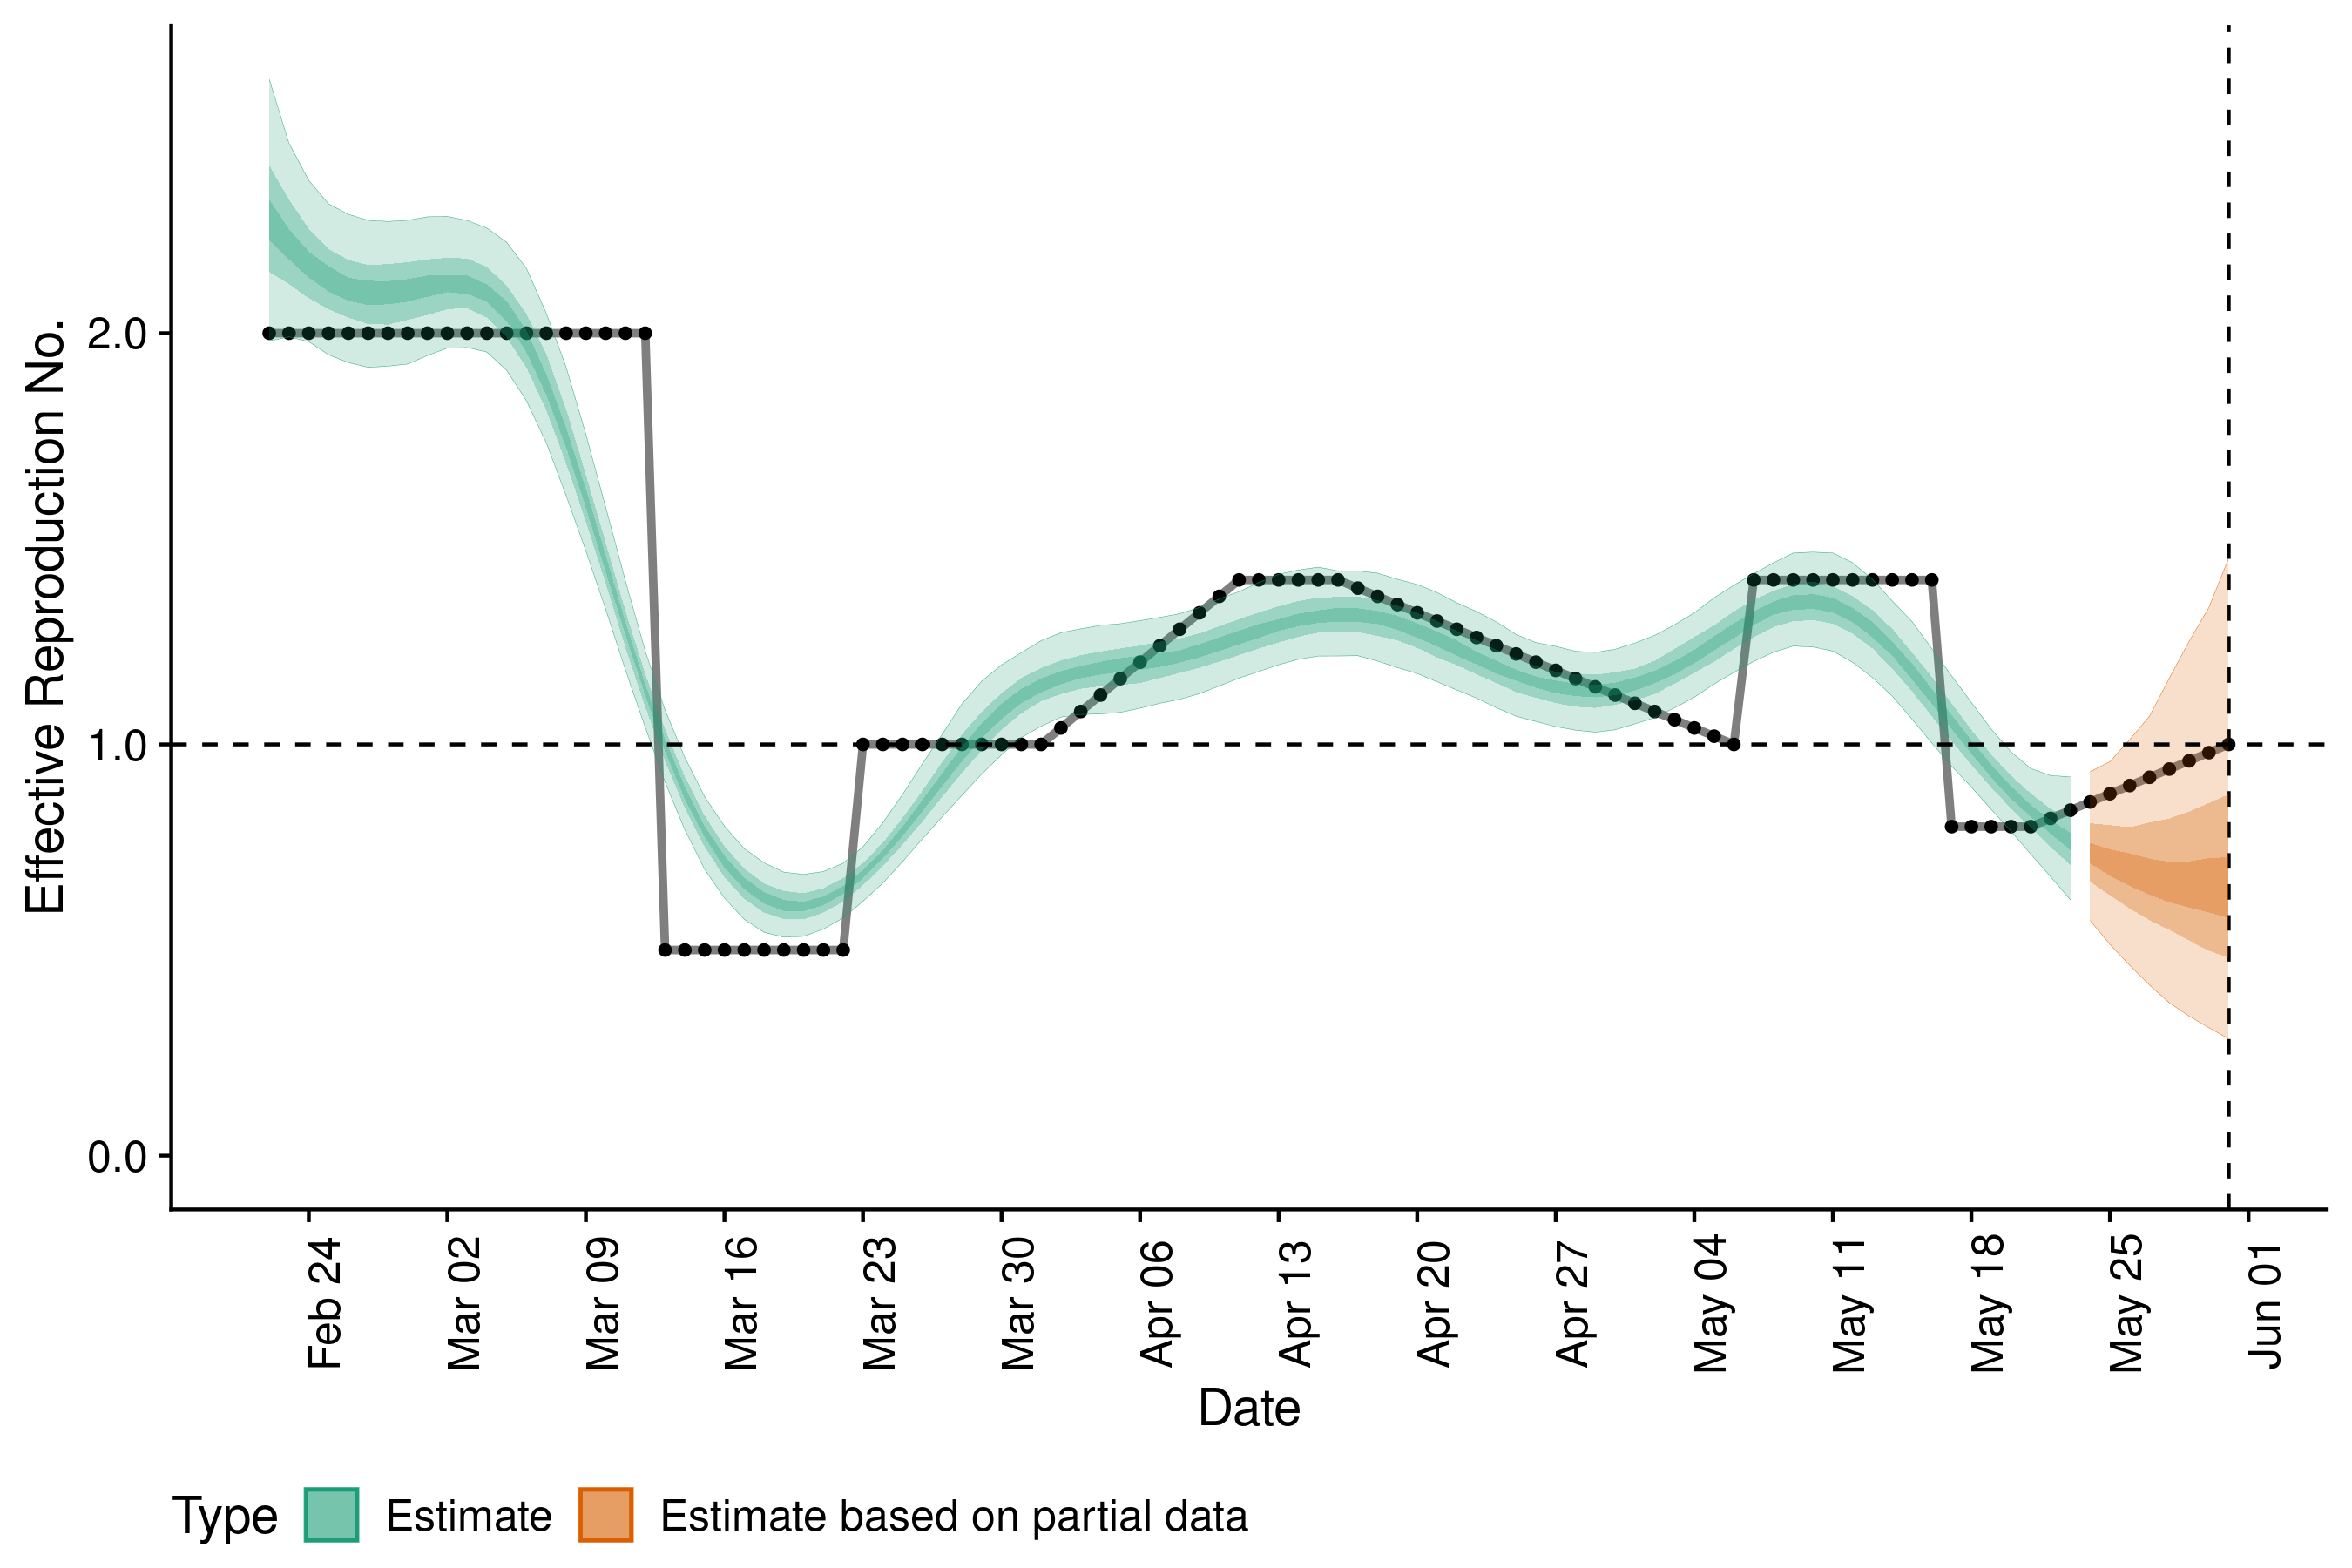 Effective Reproduction No.
2.0
1.0
0.0
Feb 24
Mar 02
Mar 09
Mar 16
Mar 23
Mar 30
Apr 06
Apr 13
Apr 20
Apr 27
May 04
May 11
May 18
May 25
Jun 01
Date
Type Estimate Estimate based on partial data